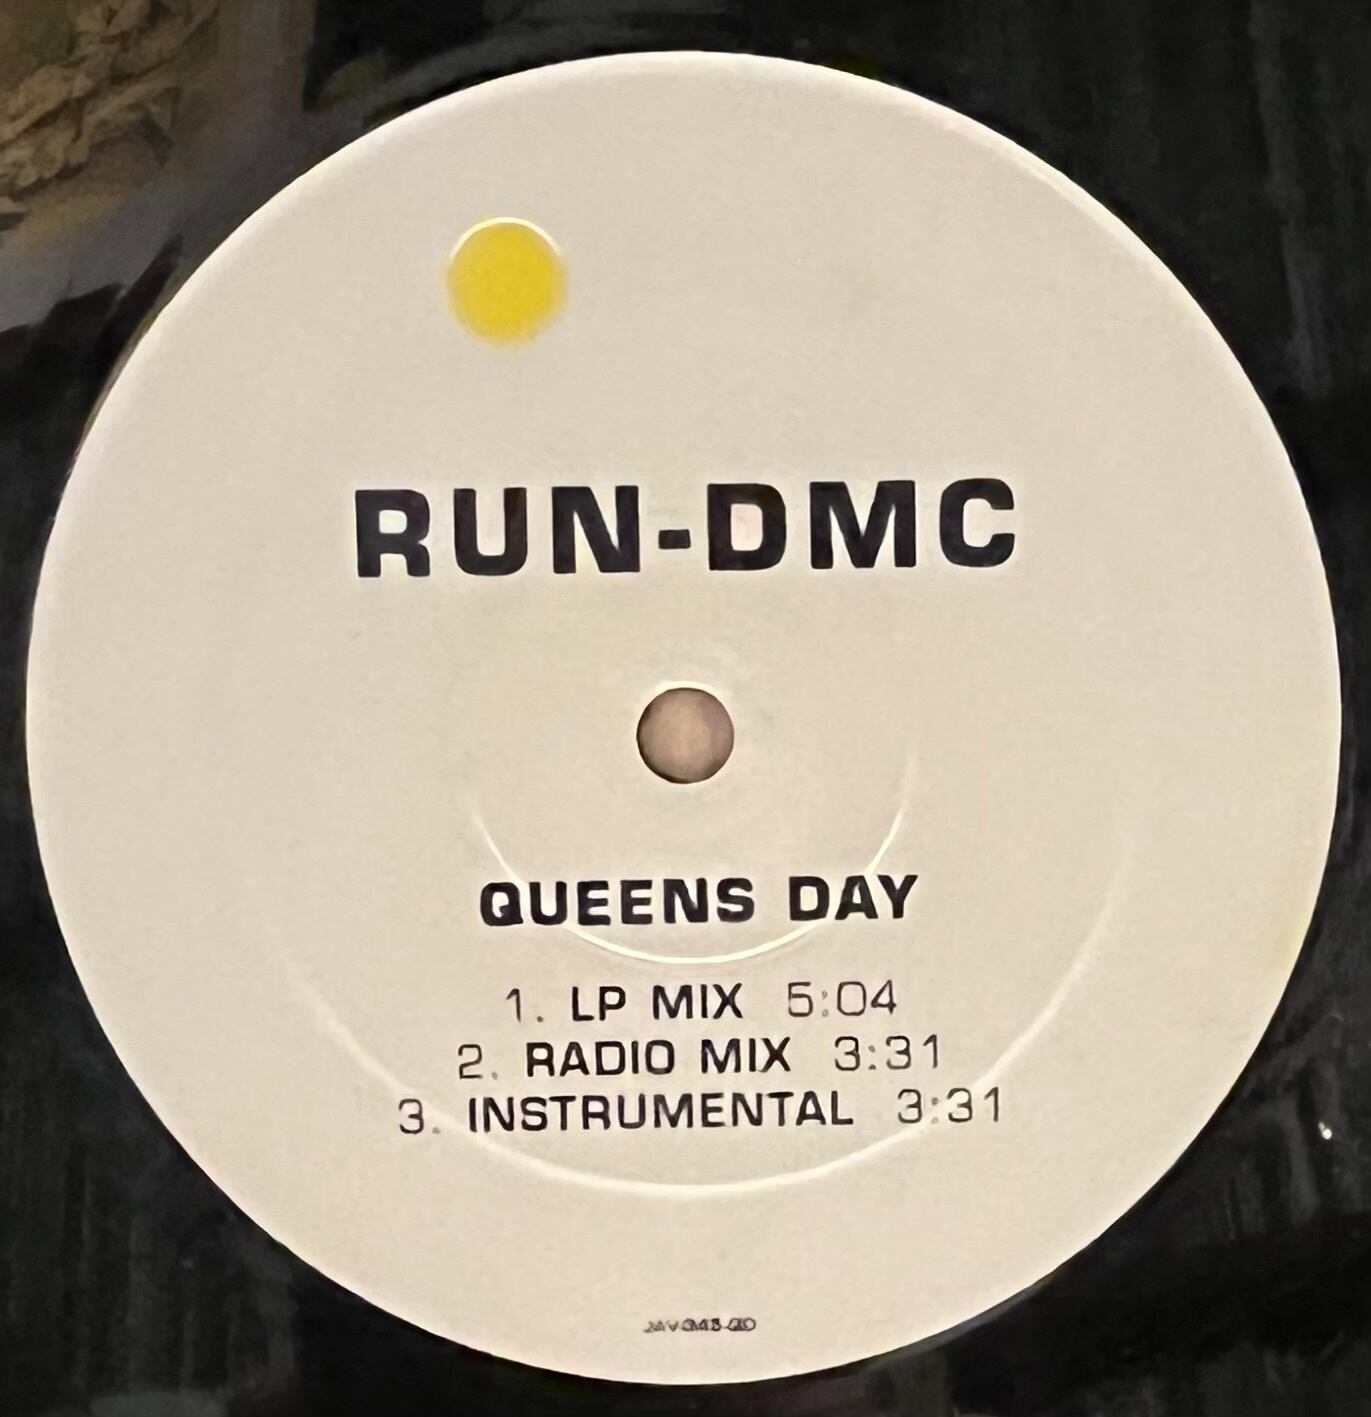 RUN-DMC
QUEENS DAY
1. LP MIX 5:04
2. RADIO MIX 3:31
3. INSTRUMENTAL 3:31